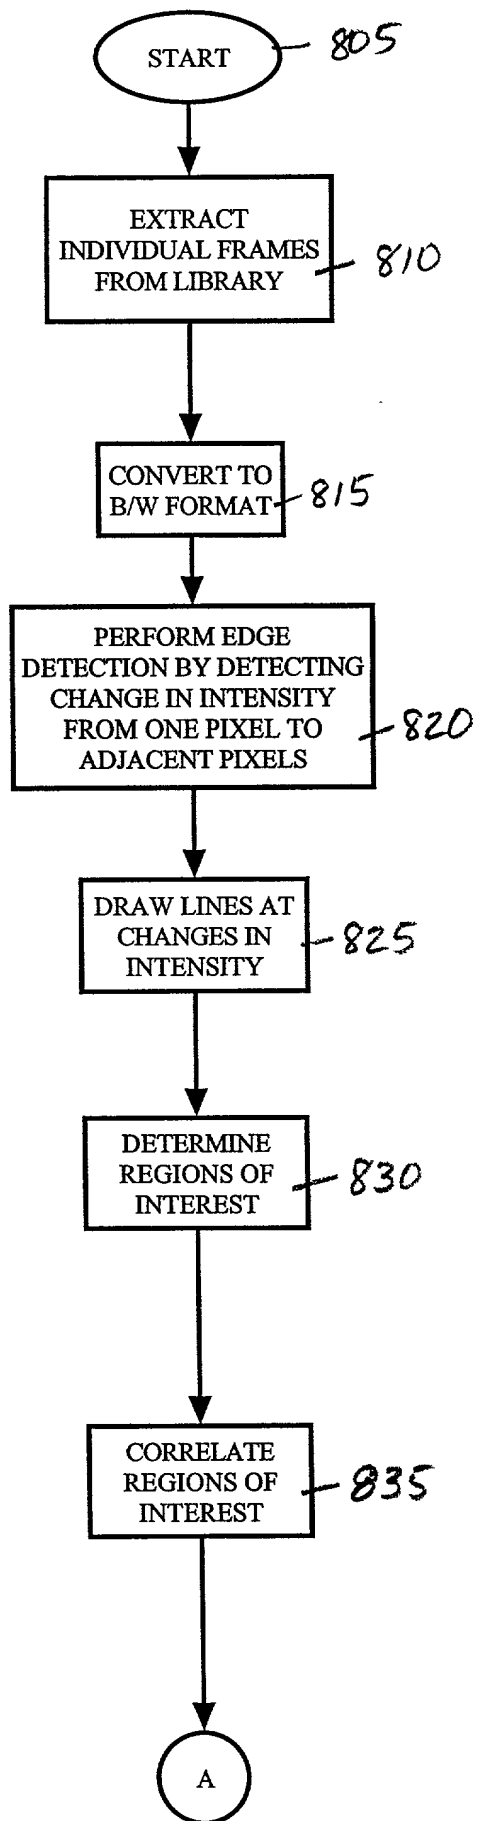 START
805
EXTRACT
INDIVIDUAL FRAMES
FROM LIBRARY
810
CONVERT TO
B/W FORMAT
815
PERFORM EDGE
DETECTION BY DETECTING
CHANGE IN INTENSITY
FROM ONE PIXEL TO
ADJACENT PIXELS
820
DRAW LINES AT
CHANGES IN
INTENSITY
825
DETERMINE
REGIONS OF
INTEREST
830
CORRELATE
REGIONS OF
INTEREST
835
A